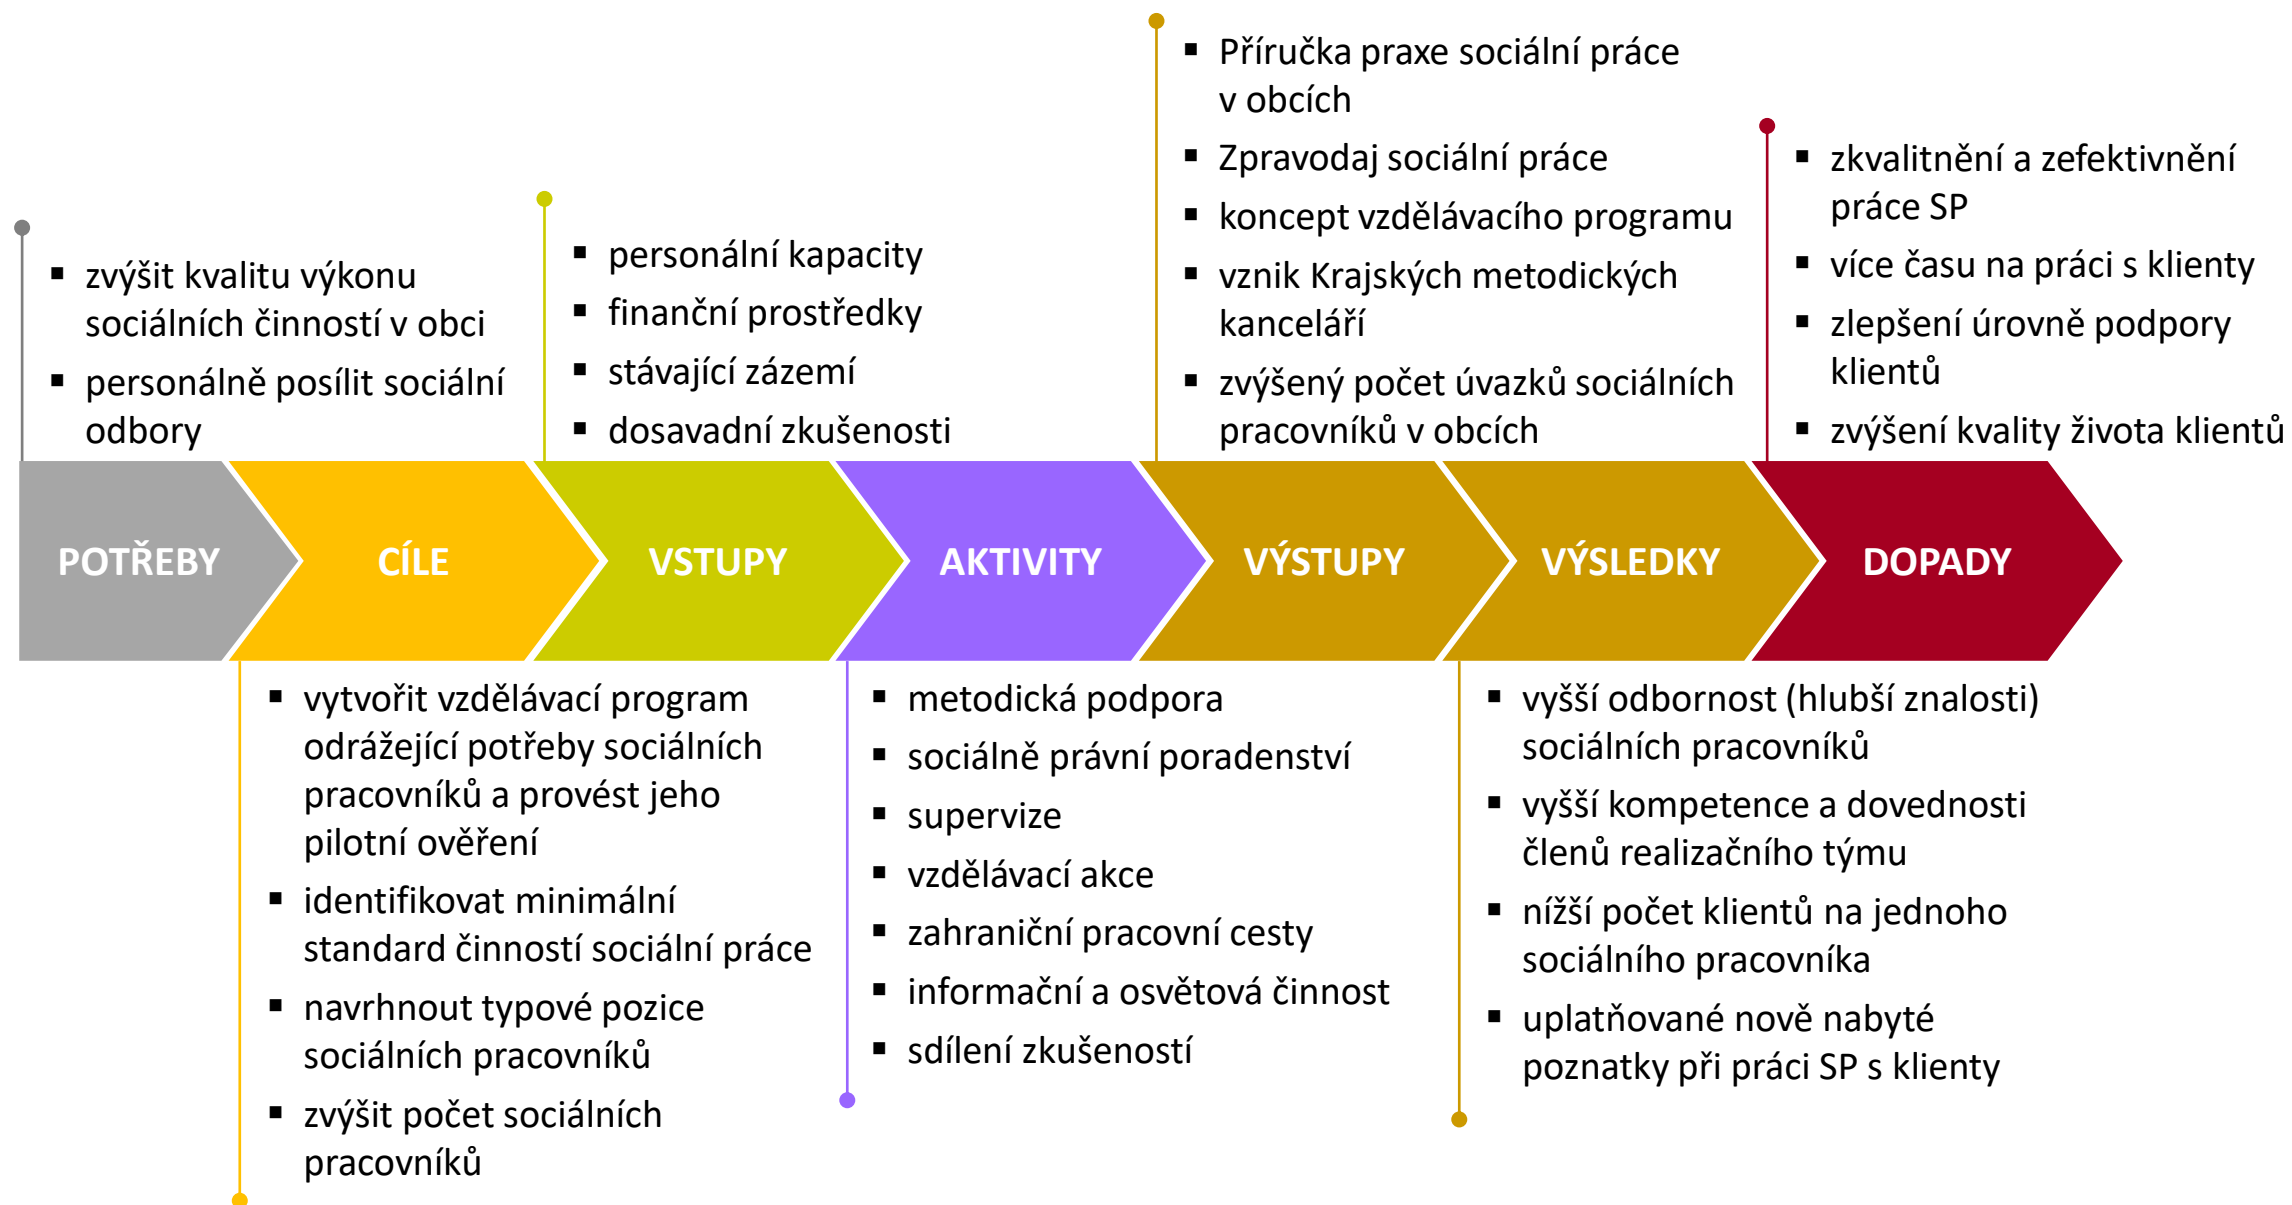 ▪ Příručka praxe sociální práce
v obcích
▪ Zpravodaj sociální práce
▪ koncept vzdělávacího programu
▪ vznik Krajských metodických
kanceláří
▪ zvýšený počet úvazků sociálních
pracovníků v obcích
▪ zkvalitnění a zefektivnění
práce SP
▪ více času na práci s klienty
▪ zlepšení úrovně podpory
klientů
▪ zvýšení kvality života klientů
▪ zvýšit kvalitu výkonu
sociálních činností v obci
▪ personálně posílit sociální
odbory
▪ personální kapacity
▪ finanční prostředky
▪ stávající zázemí
▪ dosavadní zkušenosti
POTŘEBY
CÍLE
VSTUPY
AKTIVITY
VÝSTUPY
VÝSLEDKY
DOPADY
▪ vytvořit vzdělávací program
odrážející potřeby sociálních
pracovníků a provést jeho
pilotní ověření
▪ identifikovat minimální
standard činností sociální práce
▪ navrhnout typové pozice
sociálních pracovníků
▪ zvýšit počet sociálních
pracovníků
▪ metodická podpora
▪ sociálně právní poradenství
▪ supervize
▪ vzdělávací akce
▪ zahraniční pracovní cesty
▪ informační a osvětová činnost
▪ sdílení zkušeností
▪ vyšší odbornost (hlubší znalosti)
sociálních pracovníků
▪ vyšší kompetence a dovednosti
členů realizačního týmu
▪ nížší počet klientů na jednoho
sociálního pracovníka
▪ uplatňované nově nabyté
poznatky při práci SP s klienty